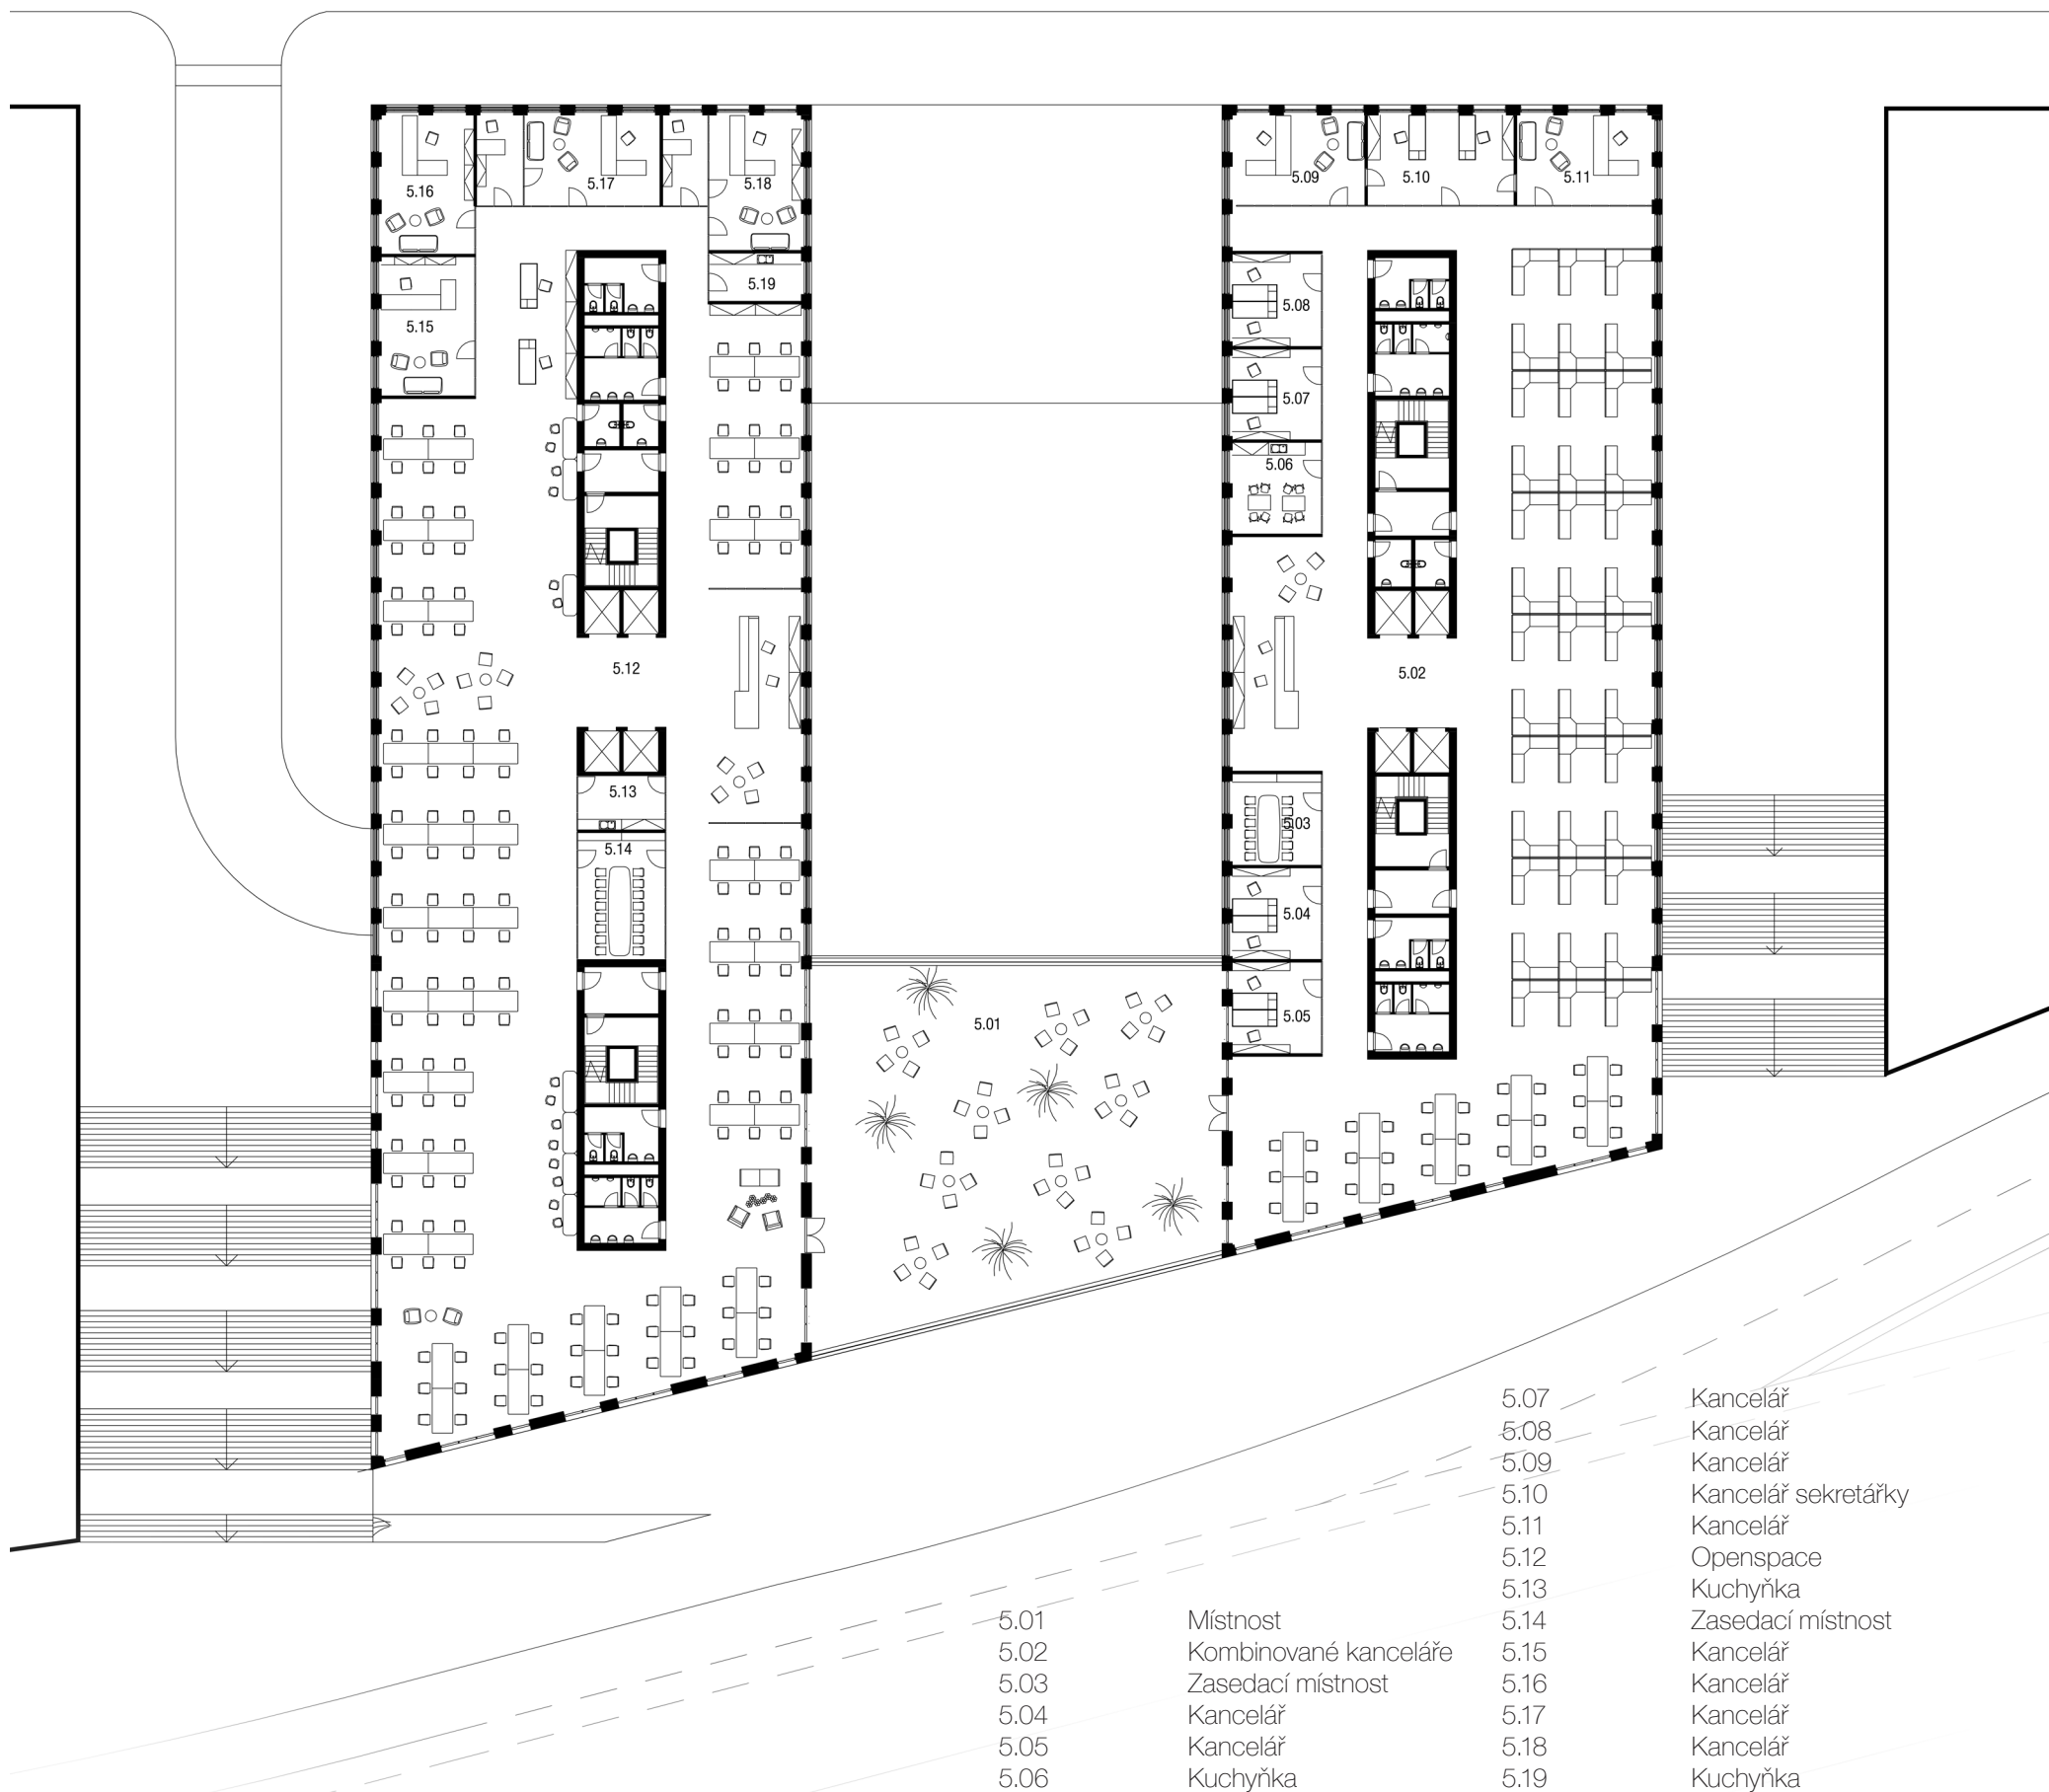 5.16
5.17
5.18
5.09
5.10
5.11
5.19
5.08
5.15
5.07
5.06
5.12
5.02
5.13
5.03
5.14
5.04
5.01
5.05
5.01 Místnost
5.02 Kombinované kanceláře
5.03 Zasedací místnost
5.04 Kancelář
5.05 Kancelář
5.06 Kuchyňka
5.07 Kancelář
5.08 Kancelář
5.09 Kancelář
5.10 Kancelář sekretářky
5.11 Kancelář
5.12 Openspace
5.13 Kuchyňka
5.14 Zasedací místnost
5.15 Kancelář
5.16 Kancelář
5.17 Kancelář
5.18 Kancelář
5.19 Kuchyňka